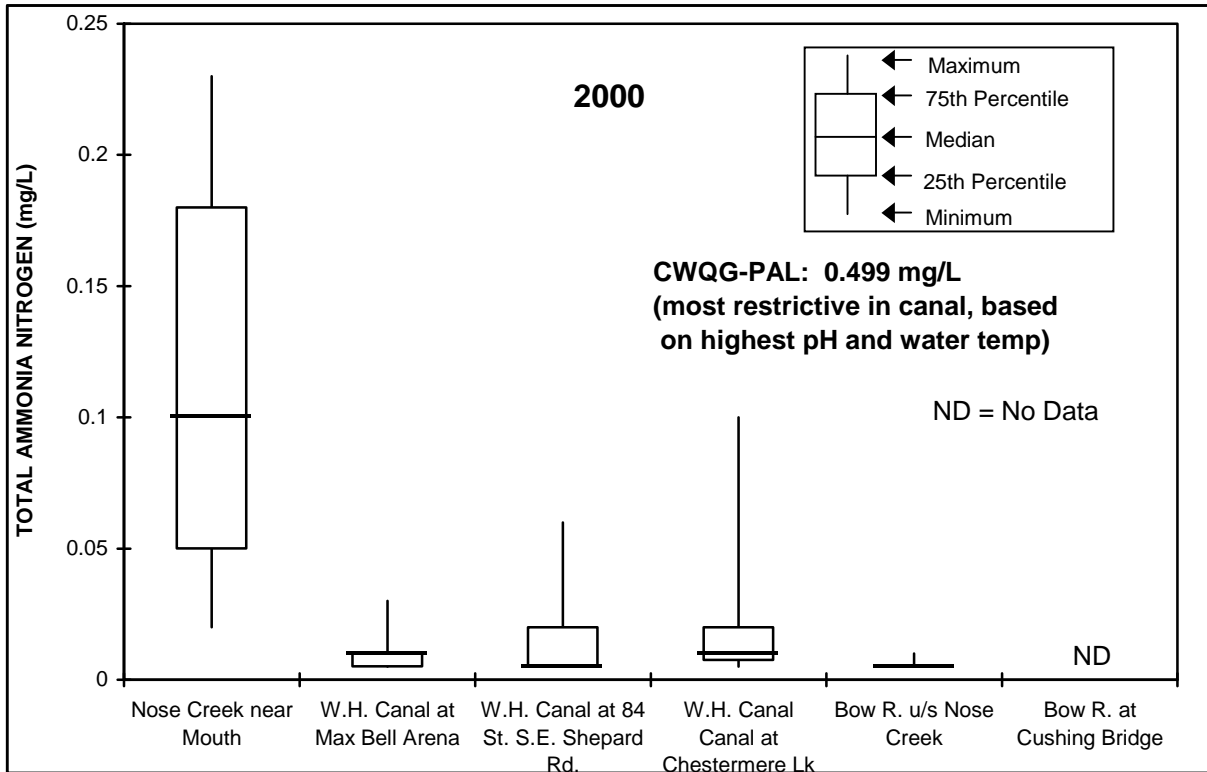 2000
Maximum
75th Percentile
Median
25th Percentile
Minimum
CWQG-PAL: 0.499 mg/L
(most restrictive in canal, based
on highest pH and water temp)
ND = No Data
TOTAL AMMONIA NITROGEN (mg/L)
0.25
0.2
0.15
0.1
0.05
0
ND
Nose Creek near
Mouth
W.H. Canal at
Max Bell Arena
W.H. Canal at 84
St. S.E. Shepard
Rd.
W.H. Canal
Canal at
Chestermere Lk
Bow R. u/s Nose
Creek
Bow R. at
Cushing Bridge